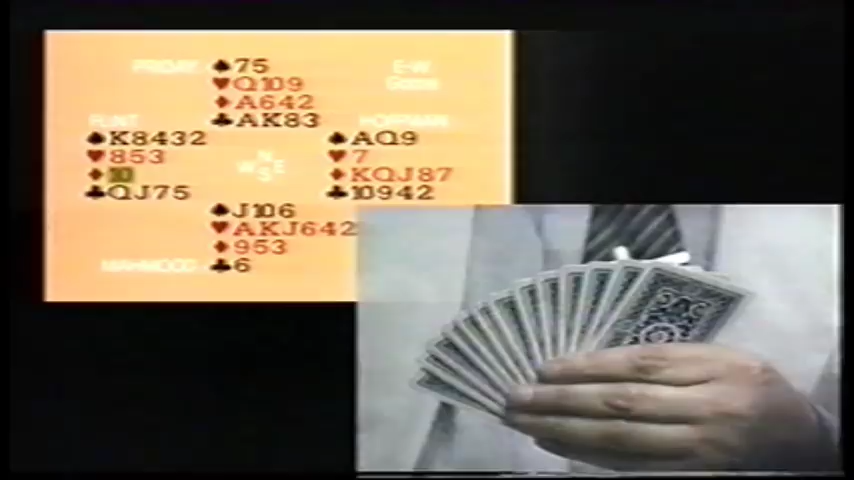 PRIDAY ♠75 E-W
♥Q109 Game
♦A642
FLINT ♣AK83 HOFFMAN
♠K8432 ♠AQ9
♥853 ♥7
♦10 N ♦KQJ87
W E
♣QJ75 S ♣10942
♠J106
♥AKJ642
♦953
MAHMOOD ♣6